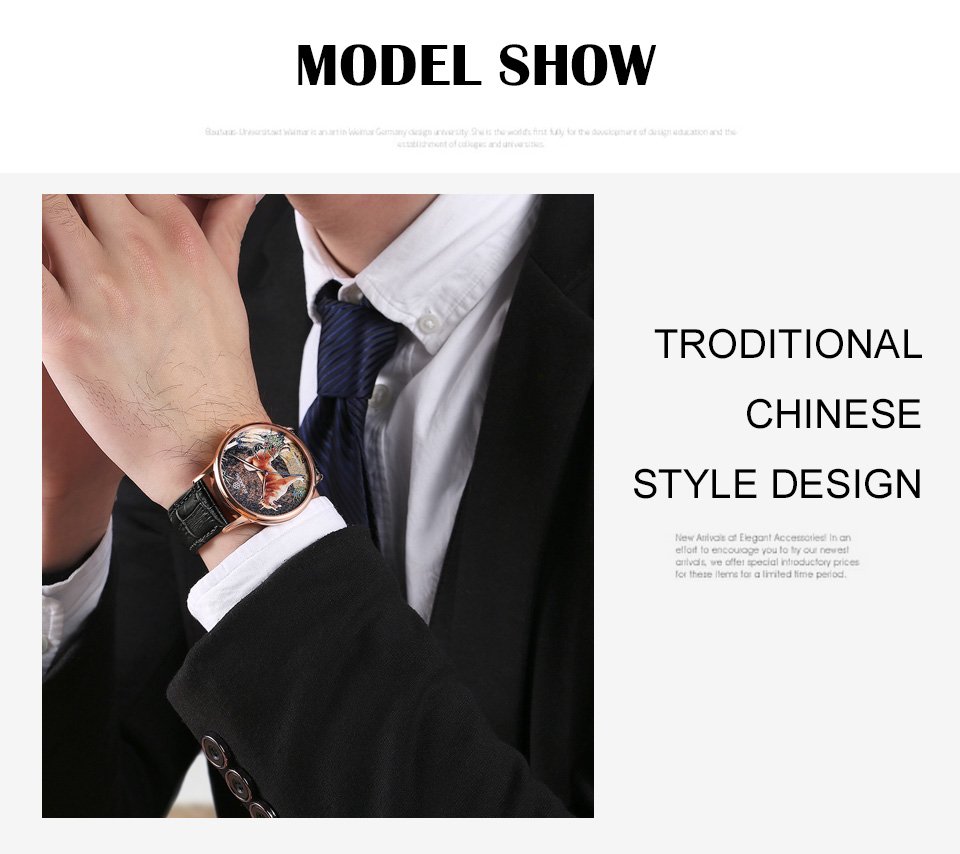 MODEL SHOW
Bauhaus-Universitaet weimar is an art in Weimar Germany design university. She is the world's first fully for the development of design education and the
establishment of colleges and universities.
TRODITIONAL
CHINESE
STYLE DESIGN
New Arrivals at Elegant Accessories! In an
effort to encourage you to try our newest
arrivals, we offer special introductory prices
for these items for a limited time period.